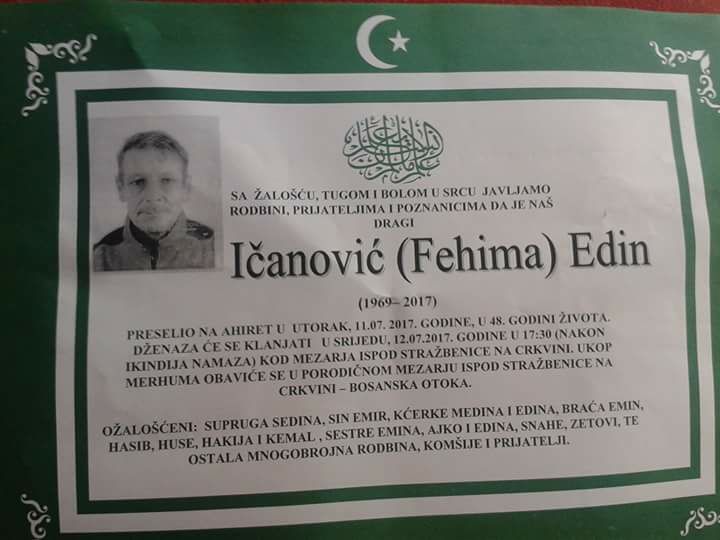 SA ŽALOŠĆU, TUGOM I BOLOM U SRCU JAVLJAMO
RODBINI, PRIJATELJIMA I POZNANICIMA DA JE NAŠ
DRAGI
Ičanović (Fehima) Edin
(1969– 2017)
PRESELIO NA AHIRET U UTORAK, 11.07. 2017. GODINE, U 48. GODINI ŽIVOTA.
DŽENAZA ĆE SE KLANJATI U SRIJEDU, 12.07.2017. GODINE U 17:30 (NAKON
IKINDIJA NAMAZA) KOD MEZARJA ISPOD STRAŽBENICE NA CRKVINI. UKOP
MERHUMA OBAVIĆE SE U PORODIČNOM MEZARJU ISPOD STRAŽBENICE NA
CRKVINI – BOSANSKA OTOKA.
OŽALOŠĆENI: SUPRUGA SEDINA, SIN EMIR, KĆERKE MEDINA I EDINA, BRAĆA EMIN,
HASIB, HUSE, HAKIJA I KEMAL , SESTRE EMINA, AJKO I EDINA, SNAHE, ZETOVI, TE
OSTALA MNOGOBROJNA RODBINA, KOMŠIJE I PRIJATELJI.